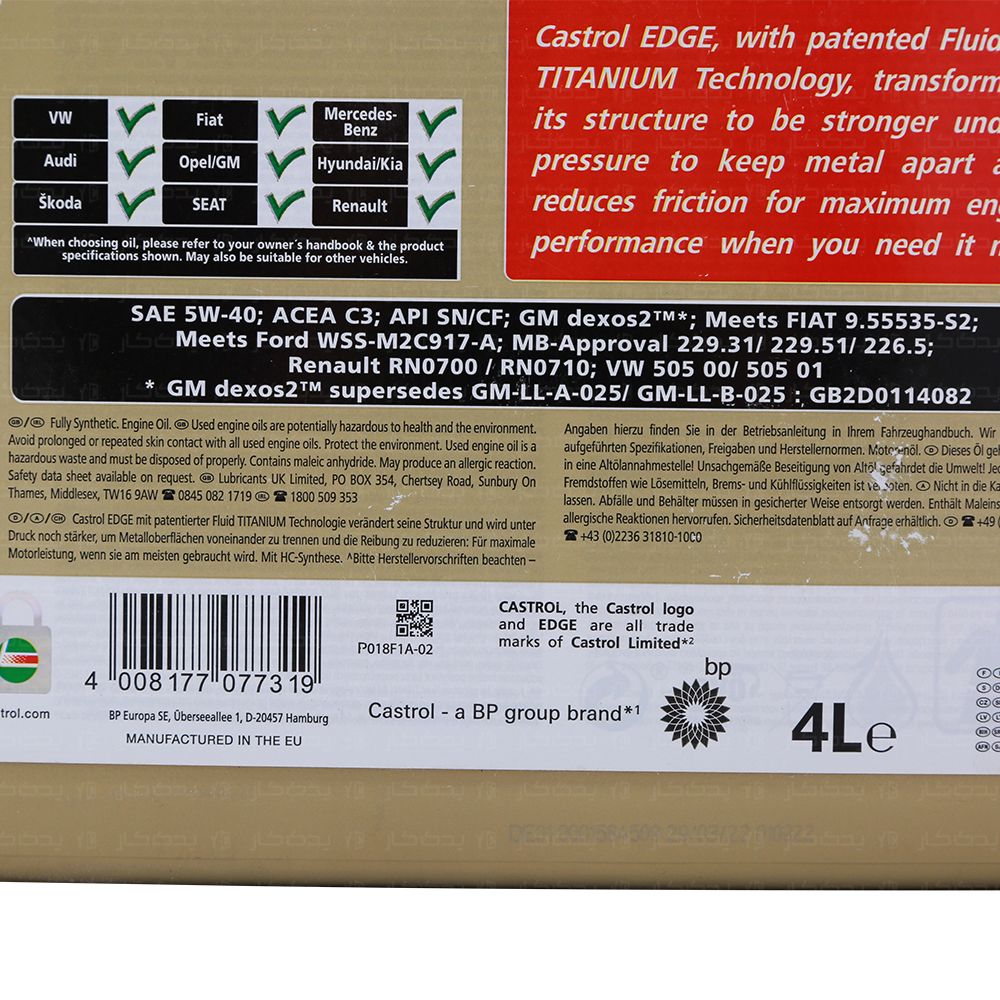 Castrol EDGE, with patented Fluid
TITANIUM Technology, transform
its structure to be stronger und
pressure to keep metal apart a
reduces friction for maximum eng
performance when you need it m
VW Fiat Mercedes-Benz
Audi Opel/GM Hyundai/Kia
Škoda SEAT Renault
^When choosing oil, please refer to your owner´s handbook & the product
specifications shown. May also be suitable for other vehicles.
SAE 5W-40; ACEA C3; API SN/CF; GM dexos2™*; Meets FIAT 9.55535-S2;
Meets Ford WSS-M2C917-A; MB-Approval 229.31/ 229.51/ 226.5;
Renault RN0700 / RN0710; VW 505 00/ 505 01
* GM dexos2™ supersedes GM-LL-A-025/ GM-LL-B-025 : GB2D0114082
GB/IRL Fully Synthetic. Engine Oil. GB Used engine oils are potentially hazardous to health and the environment.
Avoid prolonged or repeated skin contact with all used engine oils. Protect the environment. Used engine oil is a
hazardous waste and must be disposed of properly. Contains maleic anhydride. May produce an allergic reaction.
Safety data sheet available on request. GB Lubricants UK Limited, PO BOX 354, Chertsey Road, Sunbury On
Thames, Middlesex, TW16 9AW ☎ 0845 082 1719 IRL ☎ 1800 509 353
D/A/CH Castrol EDGE mit patentierter Fluid TITANIUM Technologie verändert seine Struktur und wird unter
Druck noch stärker, um Metalloberflächen voneinander zu trennen und die Reibung zu reduzieren: Für maximale
Motorleistung, wenn sie am meisten gebraucht wird. Mit HC-Synthese. ^Bitte Herstellervorschriften beachten –
Angaben hierzu finden Sie in der Betriebsanleitung in Ihrem Fahrzeughandbuch. Wir
aufgeführten Spezifikationen, Freigaben und Herstellernormen. Motorenöl. D Dieses Öl geh
in eine Altölannahmestelle! Unsachgemäße Beseitigung von Altöl gefährdet die Umwelt! Jed
Fremdstoffen wie Lösemitteln, Brems- und Kühlflüssigkeiten ist verboten. A Nicht in die Ka
lassen. Abfälle und Behälter müssen in gesicherter Weise entsorgt werden. Enthält Maleins
allergische Reaktionen hervorrufen. Sicherheitsdatenblatt auf Anfrage erhältlich. D ☎ +49 (
☎ +43 (0)2236 31810-1000
trol.com
4 008177 077319
BP Europa SE, Überseeallee 1, D-20457 Hamburg
MANUFACTURED IN THE EU
P018F1A-02
CASTROL, the Castrol logo
and EDGE are all trade
marks of Castrol Limited*²
Castrol - a BP group brand*¹
bp
4L℮